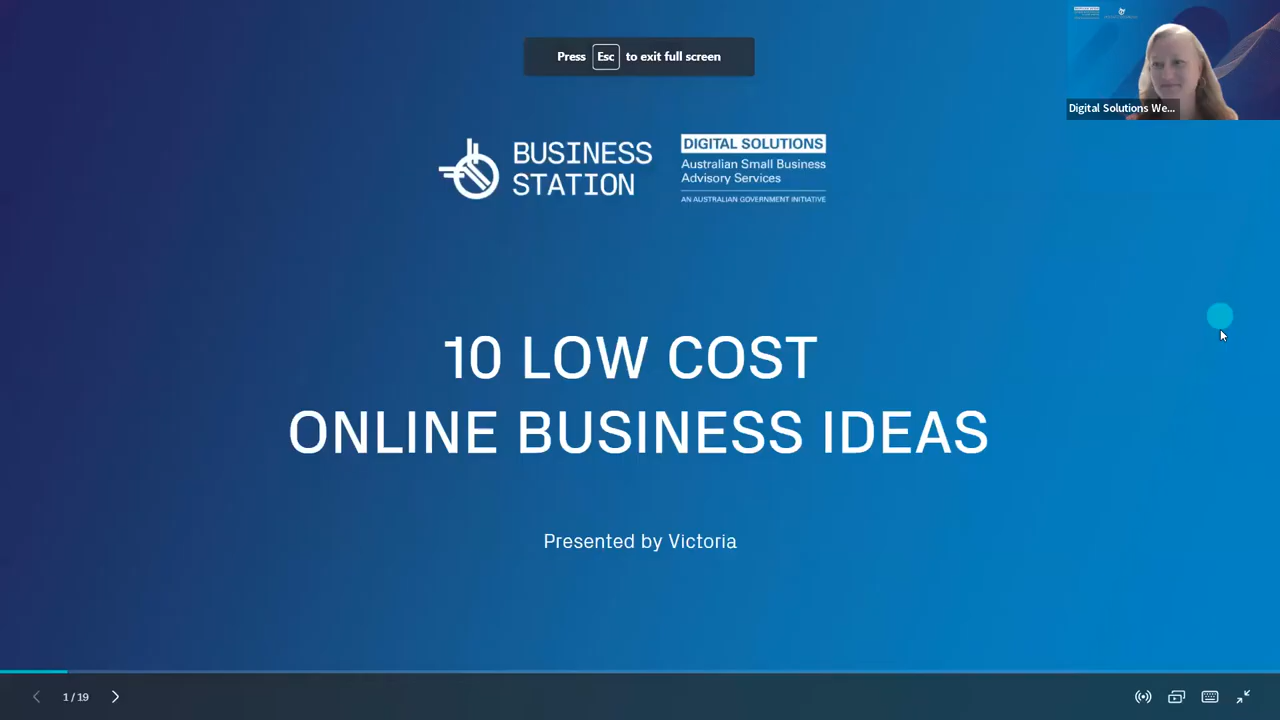 Press Esc to exit full screen
Digital Solutions We...
BUSINESS
STATION
DIGITAL SOLUTIONS
Australian Small Business
Advisory Services
AN AUSTRALIAN GOVERNMENT INITIATIVE
10 LOW COST
ONLINE BUSINESS IDEAS
Presented by Victoria
1 / 19